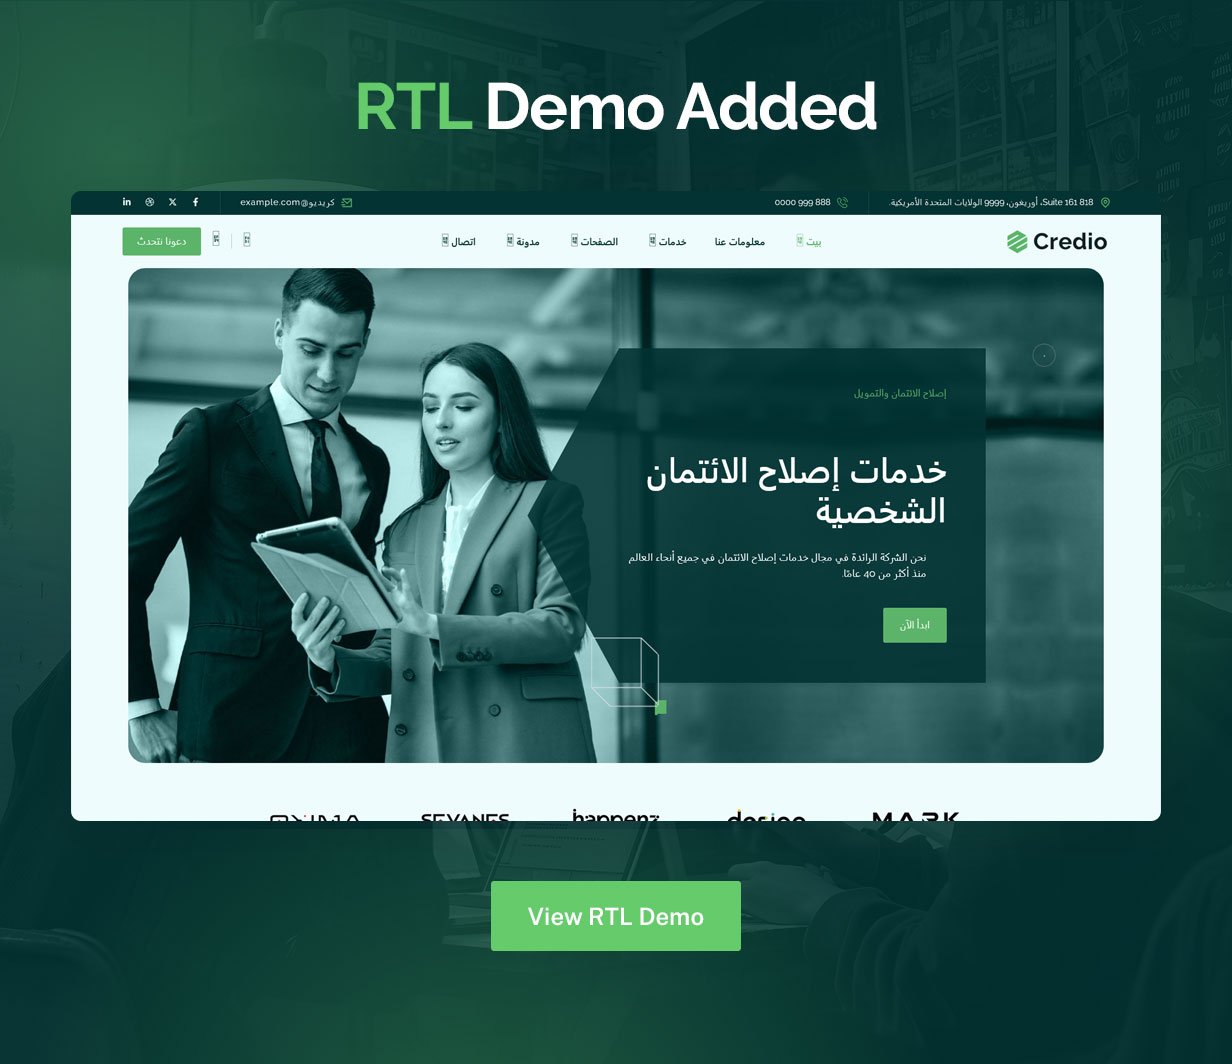 RTL Demo Added
Suite 161 818، أوريغون، 9999 الولايات المتحدة الأمريكية.
0000 999 888
كريديو@example.com
Credio
بيت
معلومات عنا
خدمات
الصفحات
مدونة
اتصال
دعونا نتحدث
إصلاح الائتمان والتمويل
خدمات إصلاح الائتمان
الشخصية
نحن الشركة الرائدة في مجال خدمات إصلاح الائتمان في جميع أنحاء العالم
منذ أكثر من 40 عامًا.
ابدأ الآن
SEVANES
happenz
MARK
View RTL Demo